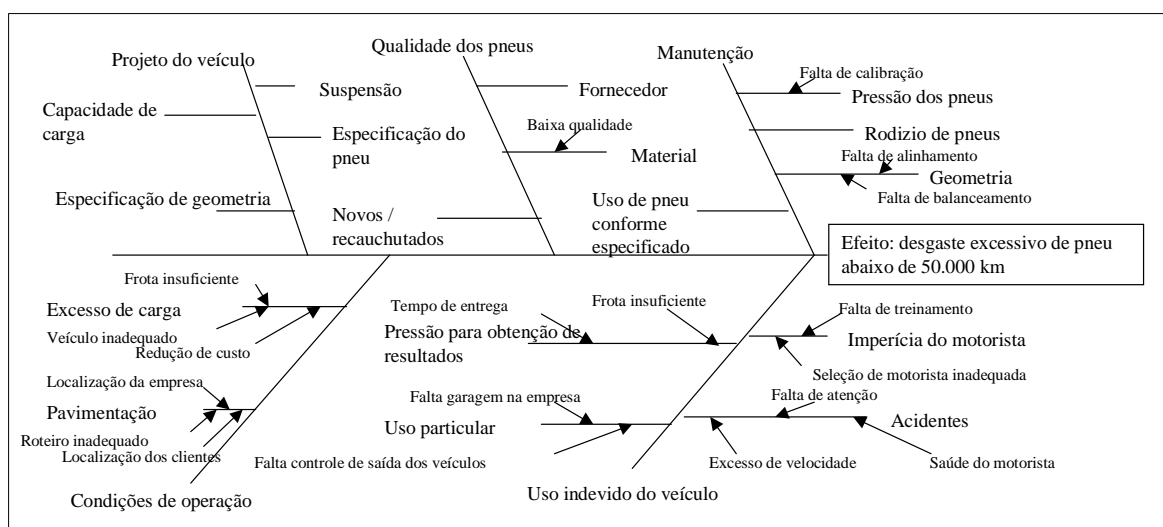 Projeto do veículo
Suspensão
Capacidade de
carga
Especificação do
pneu
Especificação de geometria
Qualidade dos pneus
Fornecedor
Baixa qualidade
Material
Novos /
recauchutados
Manutenção
Falta de calibração
Pressão dos pneus
Rodizio de pneus
Falta de alinhamento
Geometria
Falta de balanceamento
Uso de pneu
conforme
especificado
Efeito: desgaste excessivo de pneu
abaixo de 50.000 km
Frota insuficiente
Excesso de carga
Veículo inadequado
Redução de custo
Localização da empresa
Pavimentação
Roteiro inadequado
Localização dos clientes
Condições de operação
Tempo de entrega
Frota insuficiente
Pressão para obtenção de
resultados
Falta de treinamento
Imperícia do motorista
Seleção de motorista inadequada
Falta garagem na empresa
Uso particular
Falta controle de saída dos veículos
Falta de atenção
Acidentes
Excesso de velocidade
Saúde do motorista
Uso indevido do veículo